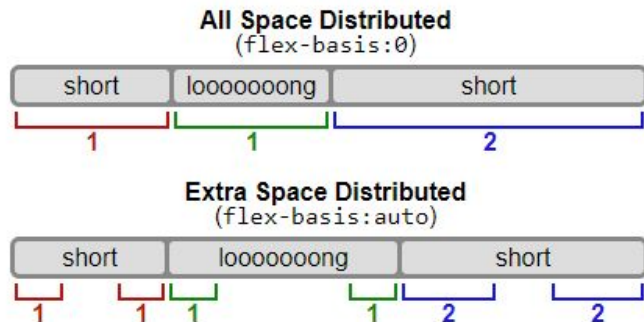 All Space Distributed
(flex-basis:0)
short looooooong short
1 1 2
Extra Space Distributed
(flex-basis:auto)
short looooooong short
1 1 1 1 2 2